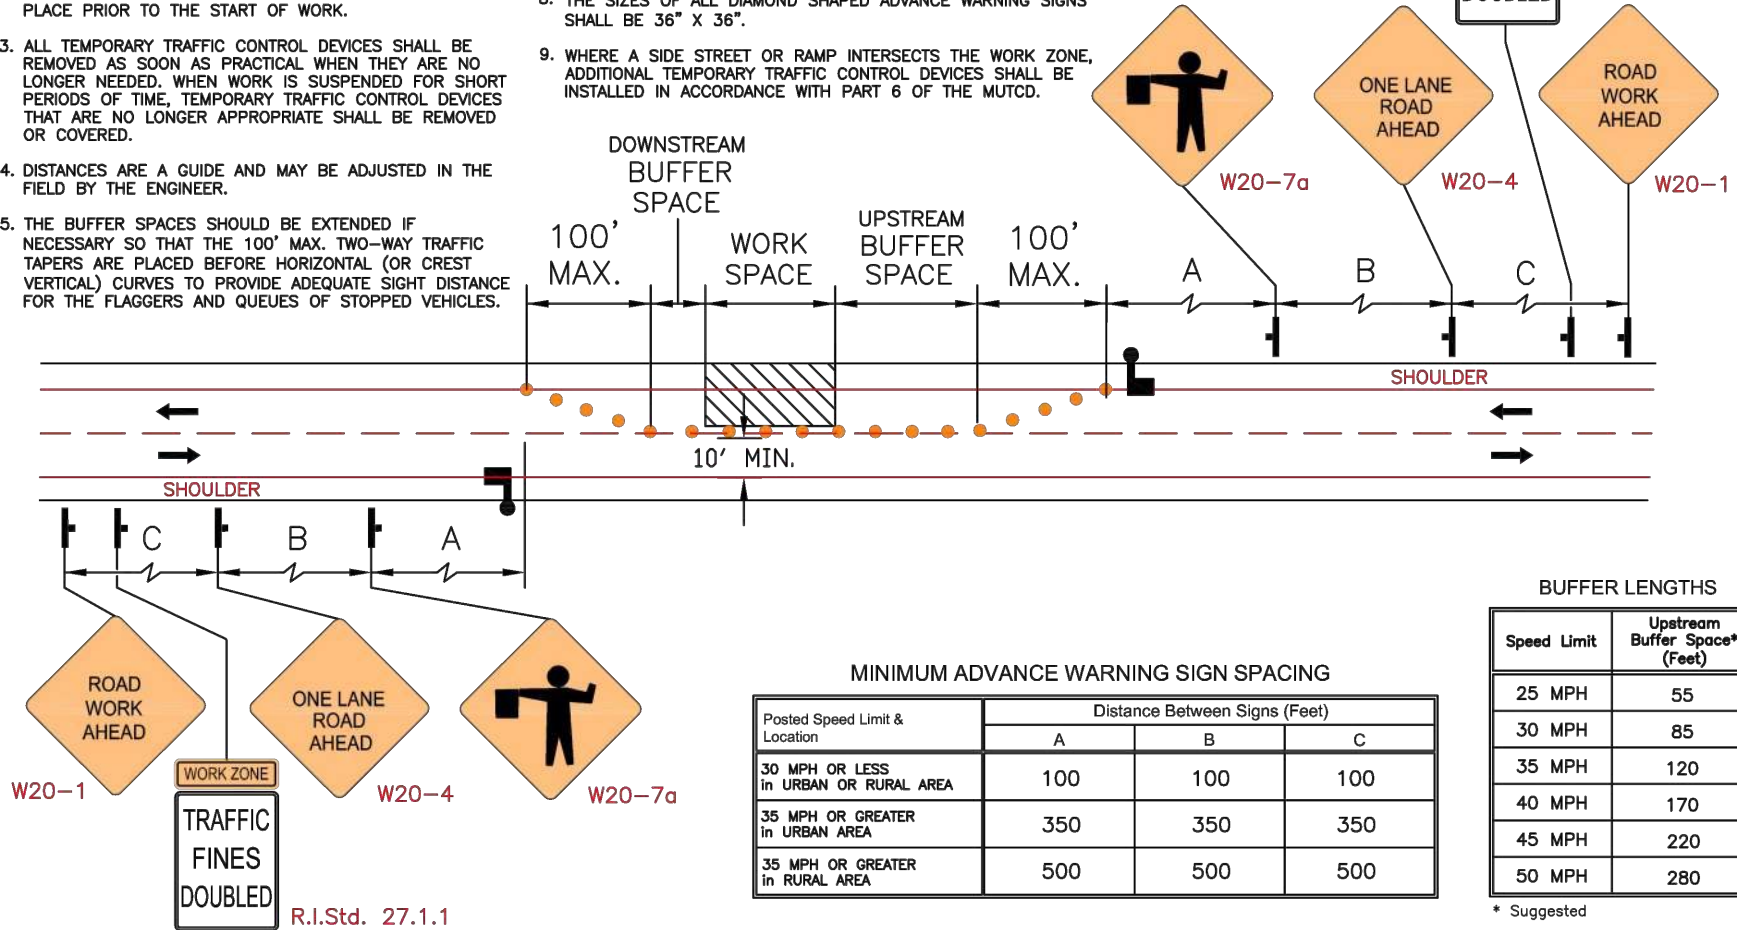 PLACE PRIOR TO THE START OF WORK.
3. ALL TEMPORARY TRAFFIC CONTROL DEVICES SHALL BE
REMOVED AS SOON AS PRACTICAL WHEN THEY ARE NO
LONGER NEEDED. WHEN WORK IS SUSPENDED FOR SHORT
PERIODS OF TIME, TEMPORARY TRAFFIC CONTROL DEVICES
THAT ARE NO LONGER APPROPRIATE SHALL BE REMOVED
OR COVERED.
4. DISTANCES ARE A GUIDE AND MAY BE ADJUSTED IN THE
FIELD BY THE ENGINEER.
5. THE BUFFER SPACES SHOULD BE EXTENDED IF
NECESSARY SO THAT THE 100' MAX. TWO-WAY TRAFFIC
TAPERS ARE PLACED BEFORE HORIZONTAL (OR CREST
VERTICAL) CURVES TO PROVIDE ADEQUATE SIGHT DISTANCE
FOR THE FLAGGERS AND QUEUES OF STOPPED VEHICLES.
8. THE SIZES OF ALL DIAMOND SHAPED ADVANCE WARNING SIGNS
SHALL BE 36" X 36".
9. WHERE A SIDE STREET OR RAMP INTERSECTS THE WORK ZONE,
ADDITIONAL TEMPORARY TRAFFIC CONTROL DEVICES SHALL BE
INSTALLED IN ACCORDANCE WITH PART 6 OF THE MUTCD.
DOUBLED
ONE LANE
ROAD
AHEAD
ROAD
WORK
AHEAD
W20-7a
W20-4
W20-1
100'
MAX.
DOWNSTREAM
BUFFER
SPACE
WORK
SPACE
UPSTREAM
BUFFER
SPACE
100'
MAX.
A
B
C
SHOULDER
10' MIN.
SHOULDER
C
B
A
ROAD
WORK
AHEAD
W20-1
WORK ZONE
TRAFFIC
FINES
DOUBLED
R.I.Std. 27.1.1
ONE LANE
ROAD
AHEAD
W20-4
W20-7a
MINIMUM ADVANCE WARNING SIGN SPACING
Posted Speed Limit &
Location
Distance Between Signs (Feet)
A B C
30 MPH OR LESS
in URBAN OR RURAL AREA
100 100 100
35 MPH OR GREATER
in URBAN AREA
350 350 350
35 MPH OR GREATER
in RURAL AREA
500 500 500
BUFFER LENGTHS
Speed Limit
Upstream
Buffer Space*
(Feet)
25 MPH 55
30 MPH 85
35 MPH 120
40 MPH 170
45 MPH 220
50 MPH 280
* Suggested